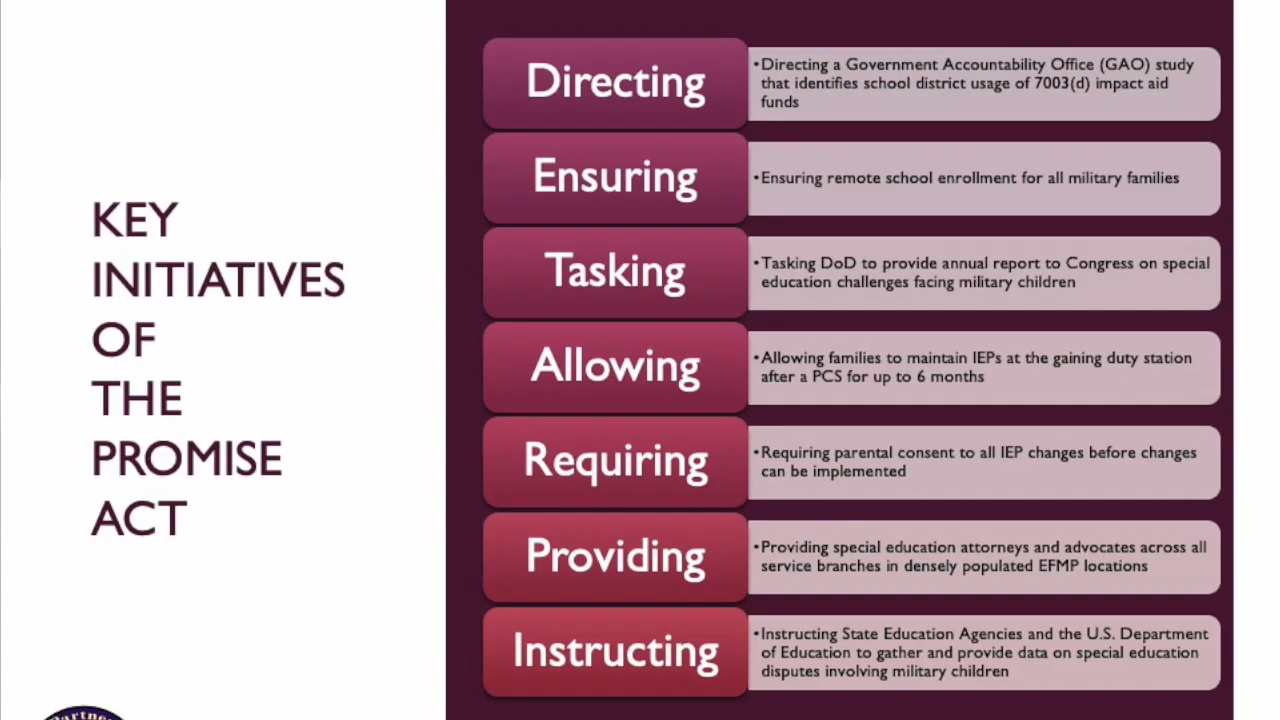 KEY
INITIATIVES
OF
THE
PROMISE
ACT
Directing
•Directing a Government Accountability Office (GAO) study
that identifies school district usage of 7003(d) impact aid
funds
Ensuring
•Ensuring remote school enrollment for all military families
Tasking
•Tasking DoD to provide annual report to Congress on special
education challenges facing military children
Allowing
•Allowing families to maintain IEPs at the gaining duty station
after a PCS for up to 6 months
Requiring
•Requiring parental consent to all IEP changes before changes
can be implemented
Providing
•Providing special education attorneys and advocates across all
service branches in densely populated EFMP locations
Instructing
•Instructing State Education Agencies and the U.S. Department
of Education to gather and provide data on special education
disputes involving military children